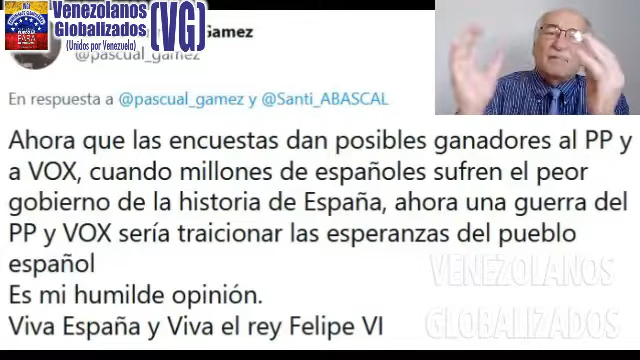 Venezolanos
Globalizados
(Unidos por Venezuela)
(VG)
Gamez
@pascual_gamez
En respuesta a @pascual_gamez y @Santi_ABASCAL
Ahora que las encuestas dan posibles ganadores al PP y
a VOX, cuando millones de españoles sufren el peor
gobierno de la historia de España, ahora una guerra del
PP y VOX sería traicionar las esperanzas del pueblo
español
Es mi humilde opinión.
Viva España y Viva el rey Felipe VI
VENEZOLANOS
GLOBALIZADOS